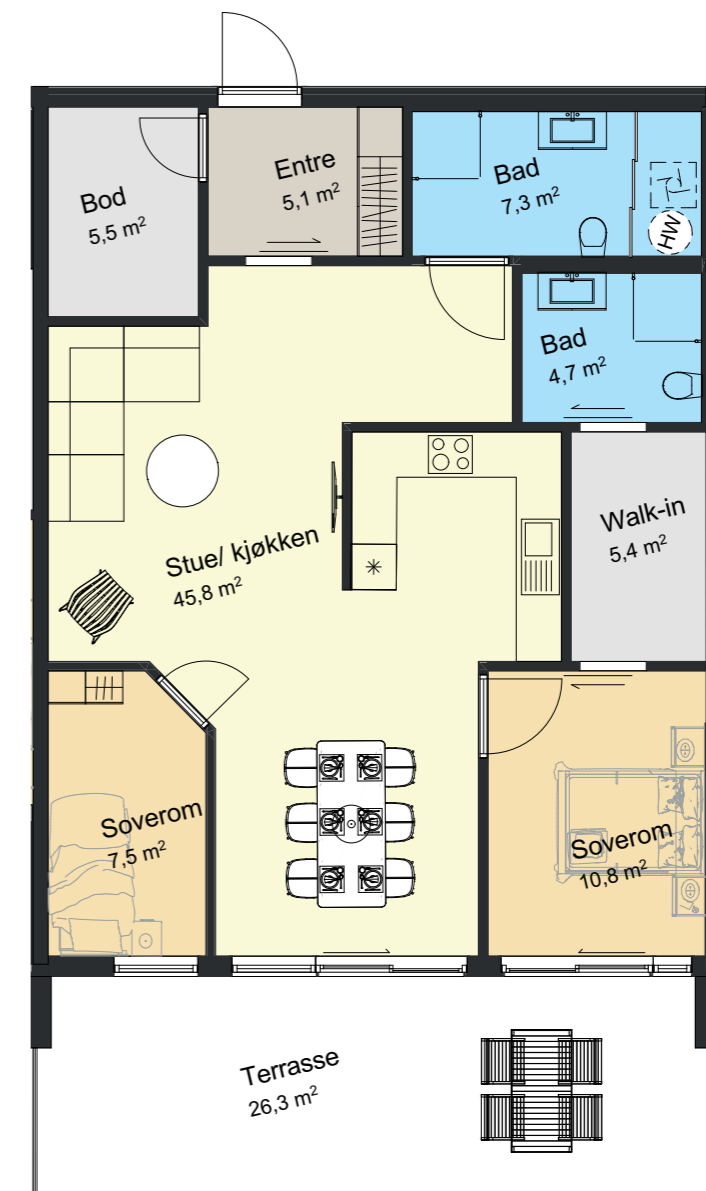 Entre
5,1 m²
Bad
7,3 m²
HW
Bod
5,5 m²
Bad
4,7 m²
Walk-in
5,4 m²
Stue/ kjøkken
45,8 m²
Soverom
7,5 m²
Soverom
10,8 m²
Terrasse
26,3 m²